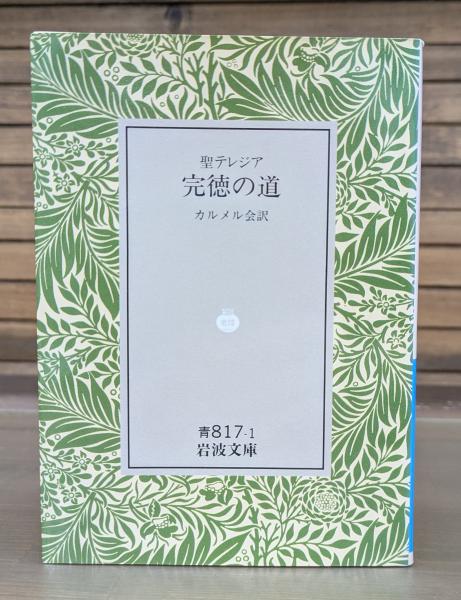 聖テレジア
完徳の道
カルメル会訳
青817-1
岩波文庫